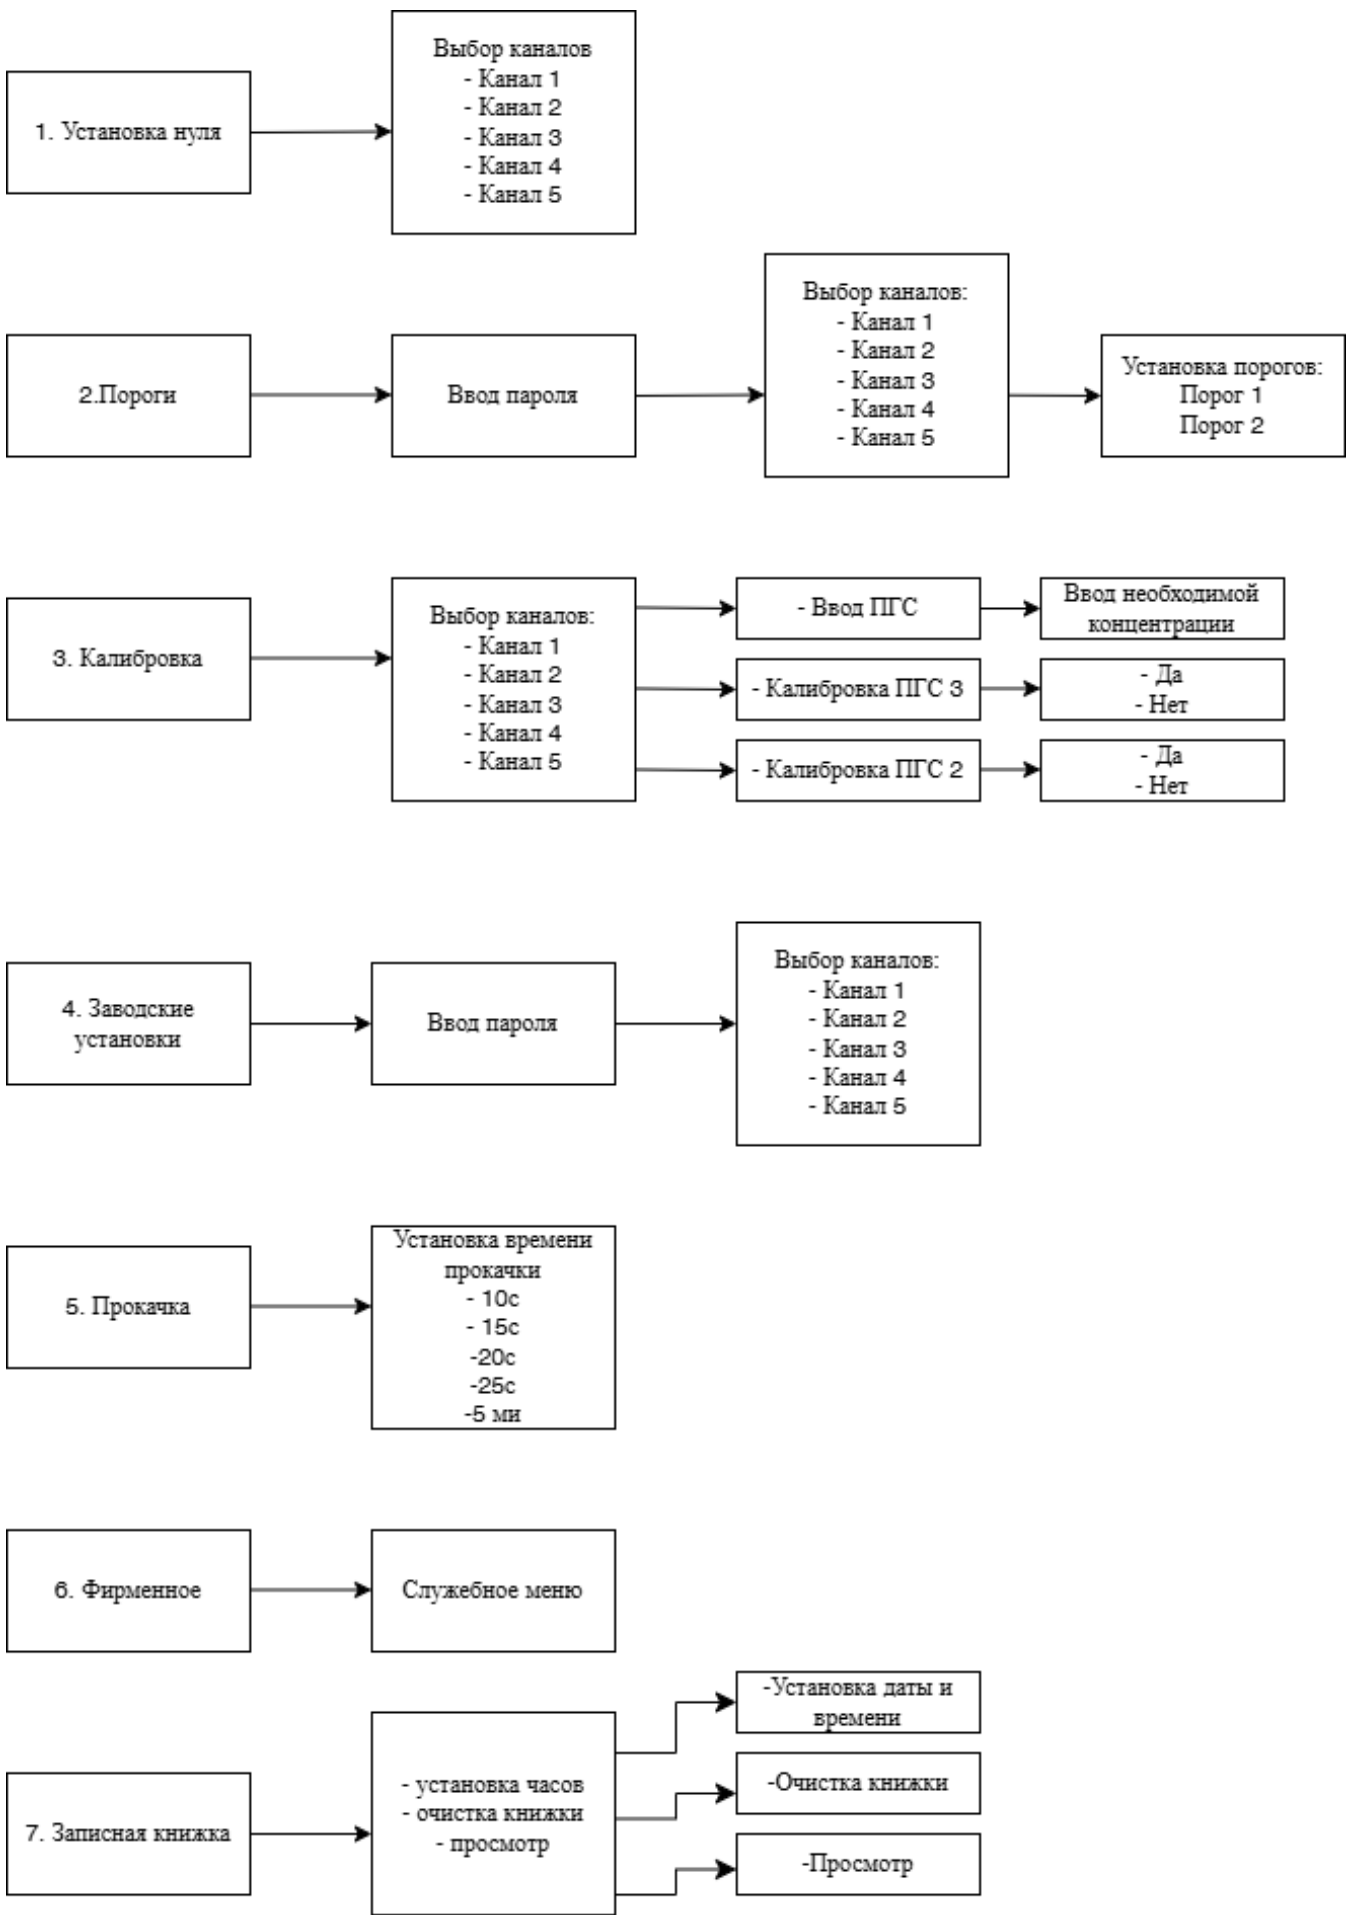 1. Установка нуля
Выбор каналов
- Канал 1
- Канал 2
- Канал 3
- Канал 4
- Канал 5
2.Пороги
Ввод пароля
Выбор каналов:
- Канал 1
- Канал 2
- Канал 3
- Канал 4
- Канал 5
Установка порогов:
Порог 1
Порог 2
3. Калибровка
Выбор каналов:
- Канал 1
- Канал 2
- Канал 3
- Канал 4
- Канал 5
- Ввод ПГС
Ввод необходимой
концентрации
- Калибровка ПГС 3
- Да
- Нет
- Калибровка ПГС 2
- Да
- Нет
4. Заводские
установки
Ввод пароля
Выбор каналов:
- Канал 1
- Канал 2
- Канал 3
- Канал 4
- Канал 5
5. Прокачка
Установка времени
прокачки
- 10с
- 15с
-20с
-25с
-5 ми
6. Фирменное
Служебное меню
7. Записная книжка
- установка часов
- очистка книжки
- просмотр
-Установка даты и
времени
-Очистка книжки
-Просмотр